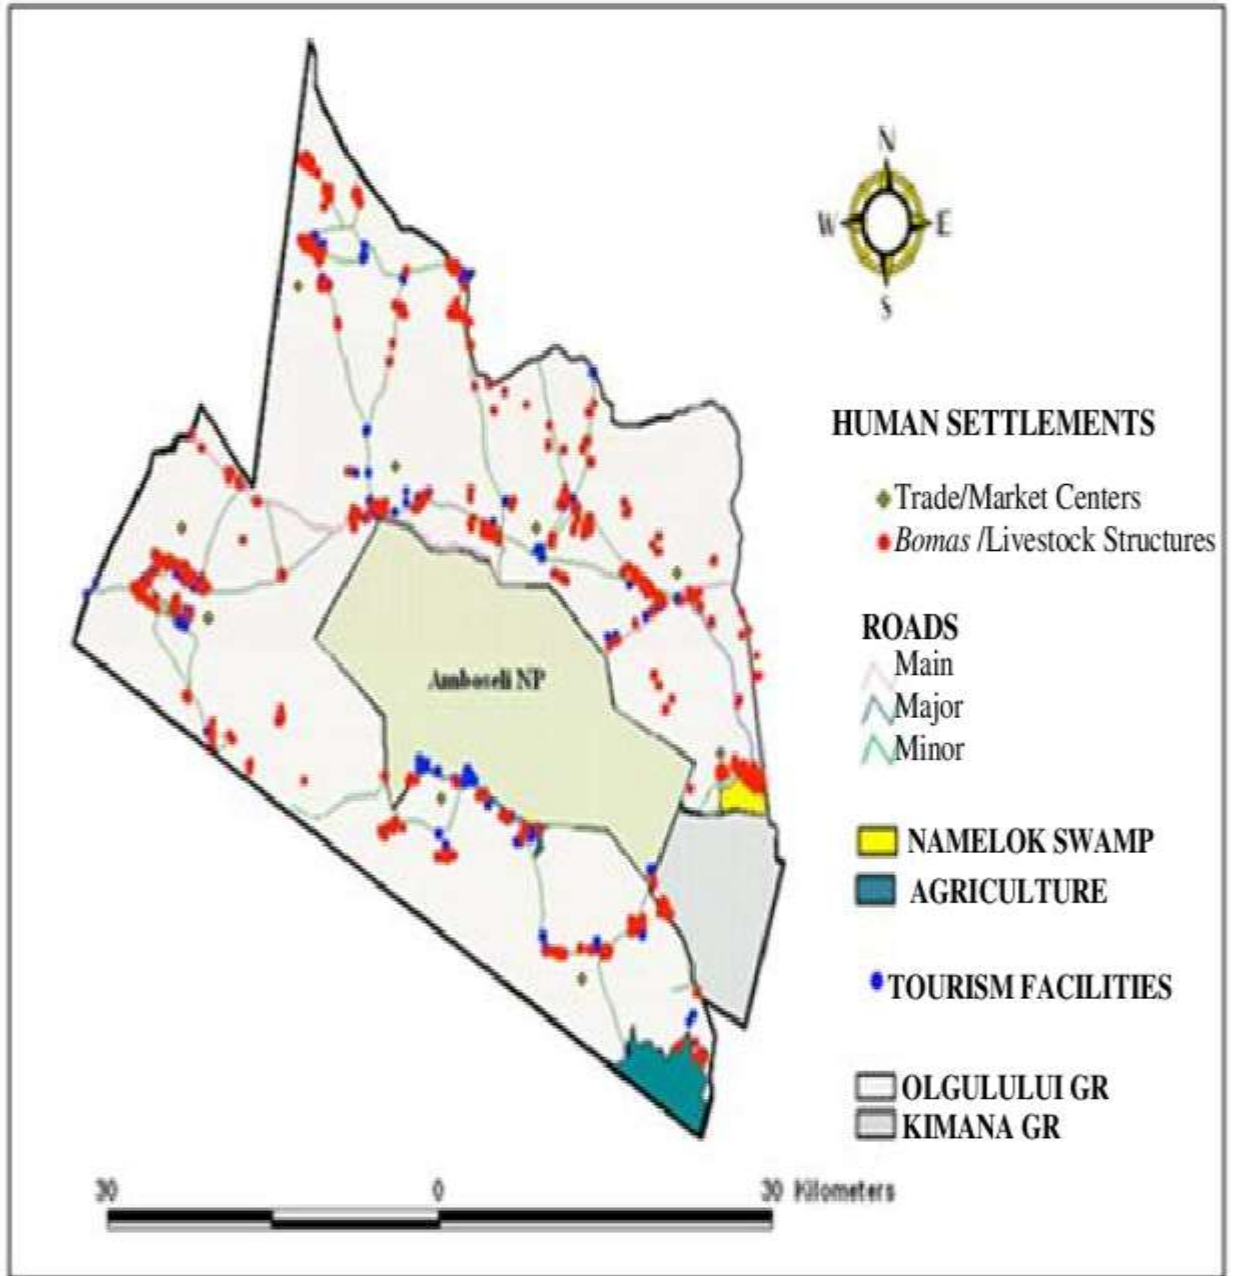 N
W E
S
HUMAN SETTLEMENTS
Trade/Market Centers
Bomas /Livestock Structures
ROADS
Main
Major
Minor
Amboseli NP
NAMELOK SWAMP
AGRICULTURE
TOURISM FACILITIES
OLGULULUI GR
KIMANA GR
30 0 30 Kilometers